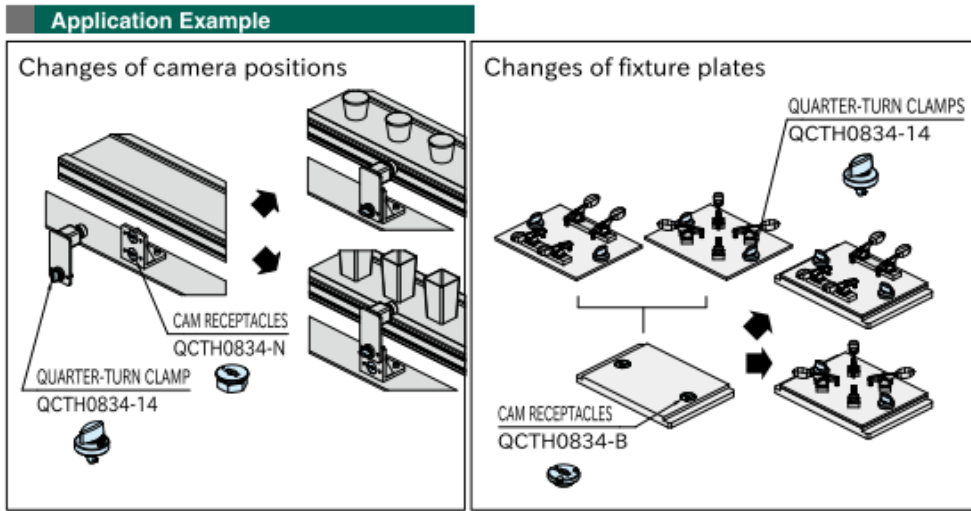 Application Example
Changes of camera positions
CAM RECEPTACLES
QCTH0834-N
QUARTER-TURN CLAMP
QCTH0834-14
Changes of fixture plates
QUARTER-TURN CLAMPS
QCTH0834-14
CAM RECEPTACLES
QCTH0834-B